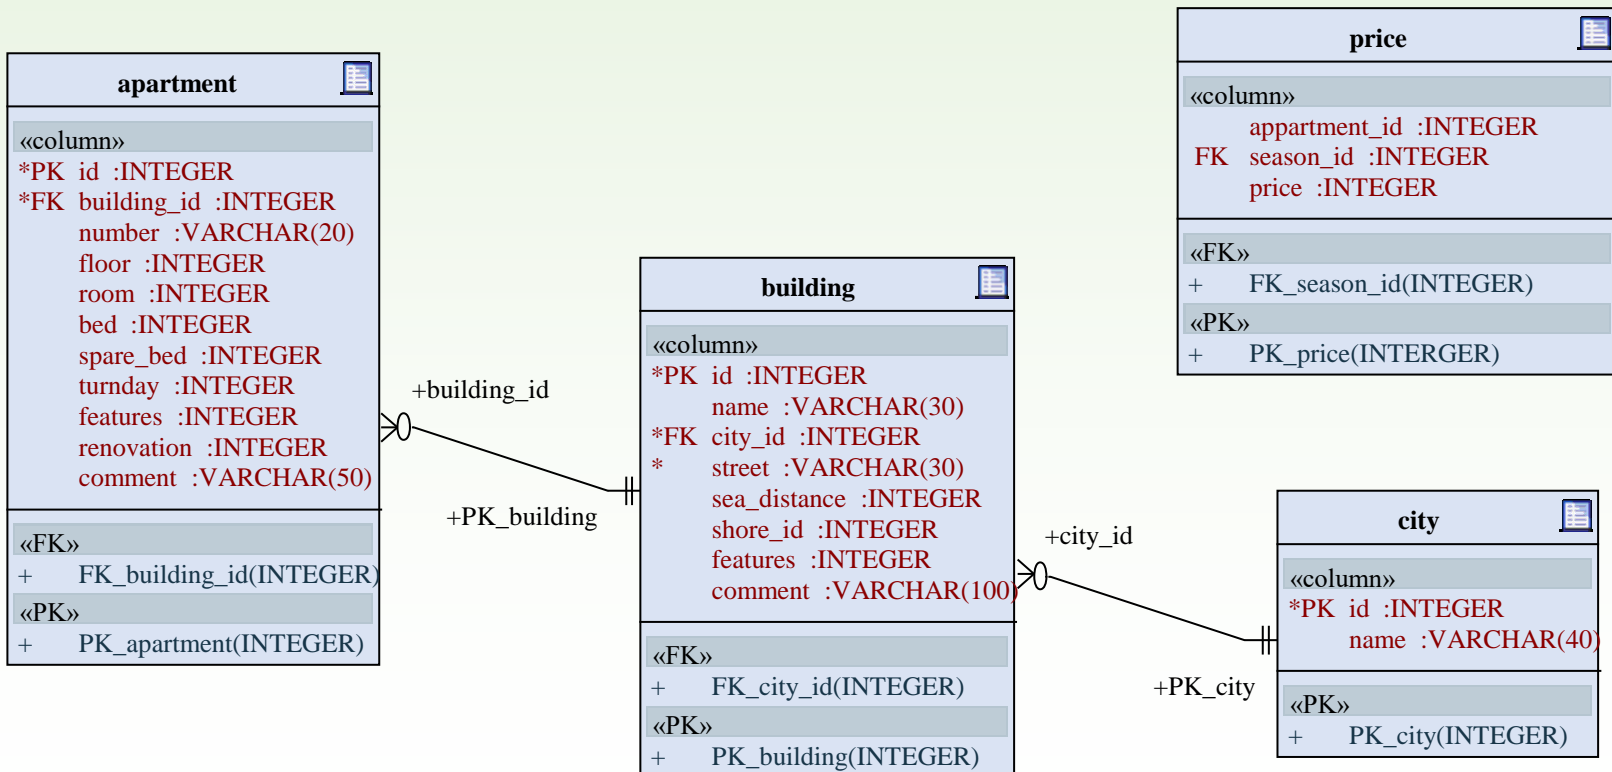 apartment
«column»
*PK id :INTEGER
*FK building_id :INTEGER
number :VARCHAR(20)
floor :INTEGER
room :INTEGER
bed :INTEGER
spare_bed :INTEGER
turnday :INTEGER
features :INTEGER
renovation :INTEGER
comment :VARCHAR(50)
«FK»
+ FK_building_id(INTEGER)
«PK»
+ PK_apartment(INTEGER)
+building_id
+PK_building
building
«column»
*PK id :INTEGER
name :VARCHAR(30)
*FK city_id :INTEGER
* street :VARCHAR(30)
sea_distance :INTEGER
shore_id :INTEGER
features :INTEGER
comment :VARCHAR(100)
«FK»
+ FK_city_id(INTEGER)
«PK»
+ PK_building(INTEGER)
+city_id
+PK_city
price
«column»
appartment_id :INTEGER
FK season_id :INTEGER
price :INTEGER
«FK»
+ FK_season_id(INTEGER)
«PK»
+ PK_price(INTERGER)
city
«column»
*PK id :INTEGER
name :VARCHAR(40)
«PK»
+ PK_city(INTEGER)